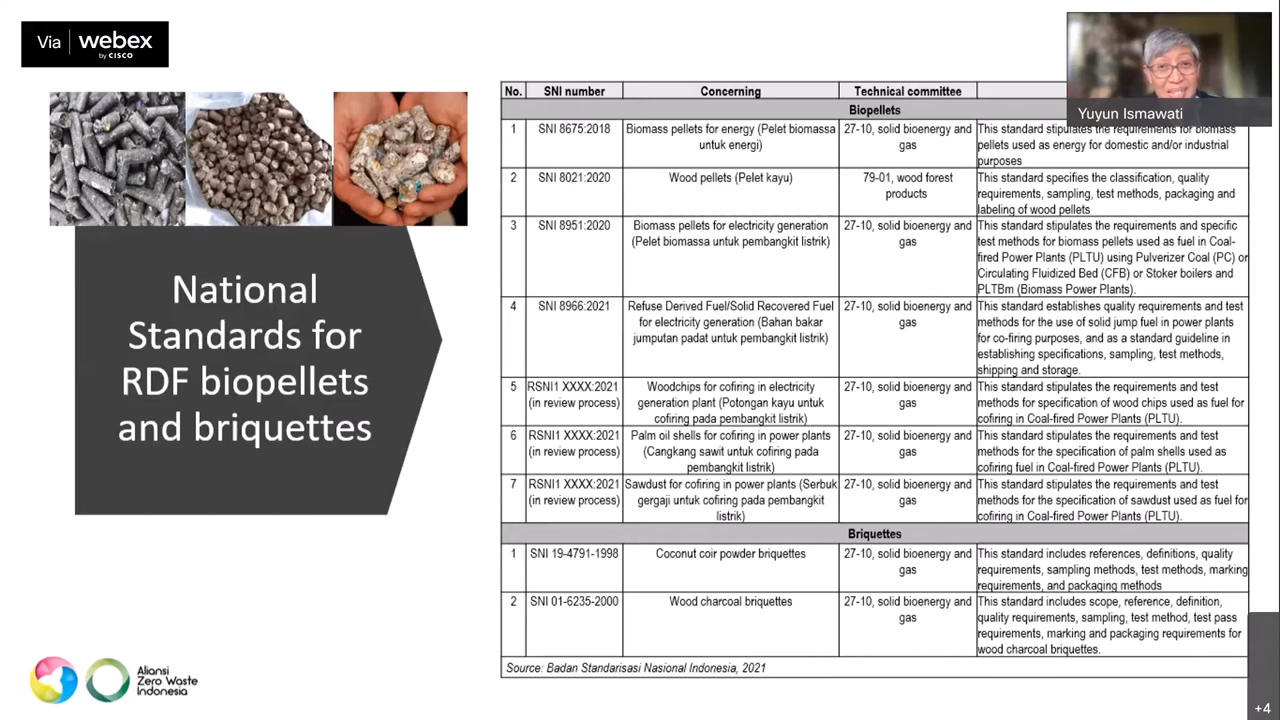 Via webex
by CISCO
Yuyun Ismawati
National
Standards for
RDF biopellets
and briquettes
No. SNI number Concerning Technical committee
Biopellets
1 SNI 8675:2018 Biomass pellets for energy (Pelet biomassa untuk energi) 27-10, solid bioenergy and gas This standard stipulates the requirements for biomass pellets used as energy for domestic and/or industrial purposes
2 SNI 8021:2020 Wood pellets (Pelet kayu) 79-01, wood forest products This standard specifies the classification, quality requirements, sampling, test methods, packaging and labeling of wood pellets
3 SNI 8951:2020 Biomass pellets for electricity generation (Pelet biomassa untuk pembangkit listrik) 27-10, solid bioenergy and gas This standard stipulates the requirements and specific test methods for biomass pellets used as fuel in Coal-fired Power Plants (PLTU) using Pulverizer Coal (PC) or Circulating Fluidized Bed (CFB) or Stoker boilers and PLTBm (Biomass Power Plants).
4 SNI 8966:2021 Refuse Derived Fuel/Solid Recovered Fuel for electricity generation (Bahan bakar jumputan padat untuk pembangkit listrik) 27-10, solid bioenergy and gas This standard establishes quality requirements and test methods for the use of solid jump fuel in power plants for co-firing purposes, and as a standard guideline in establishing specifications, sampling, test methods, shipping and storage.
5 RSNI1 XXXX:2021 (in review process) Woodchips for cofiring in electricity generation plant (Potongan kayu untuk cofiring pada pembangkit listrik) 27-10, solid bioenergy and gas This standard stipulates the requirements and test methods for specification of wood chips used as fuel for cofiring in Coal-fired Power Plants (PLTU).
6 RSNI1 XXXX:2021 (in review process) Palm oil shells for cofiring in power plants (Cangkang sawit untuk cofiring pada pembangkit listrik) 27-10, solid bioenergy and gas This standard stipulates the requirements and test methods for the specification of palm shells used as cofiring fuel in Coal-fired Power Plants (PLTU).
7 RSNI1 XXXX:2021 (in review process) Sawdust for cofiring in power plants (Serbuk gergaji untuk cofiring pada pembangkit listrik) 27-10, solid bioenergy and gas This standard stipulates the requirements and test methods for the specification of sawdust used as fuel for cofiring in Coal-fired Power Plants (PLTU).
Briquettes
1 SNI 19-4791-1998 Coconut coir powder briquettes 27-10, solid bioenergy and gas This standard includes references, definitions, quality requirements, sampling methods, test methods, marking requirements, and packaging methods
2 SNI 01-6235-2000 Wood charcoal briquettes 27-10, solid bioenergy and gas This standard includes scope, reference, definition, quality requirements, sampling, test method, test pass requirements, marking and packaging requirements for wood charcoal briquettes.
Source: Badan Standarisasi Nasional Indonesia, 2021
Aliansi
Zero Waste
Indonesia
+4